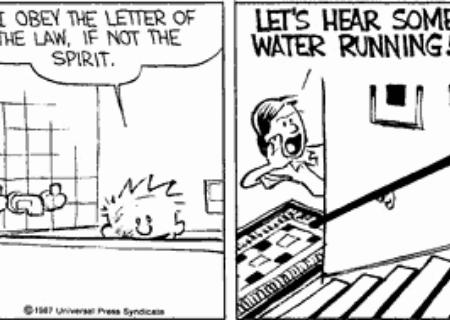 I OBEY THE LETTER OF
THE LAW, IF NOT THE
SPIRIT.
LET'S HEAR SOME
WATER RUNNING!
©1987 Universal Press Syndicate